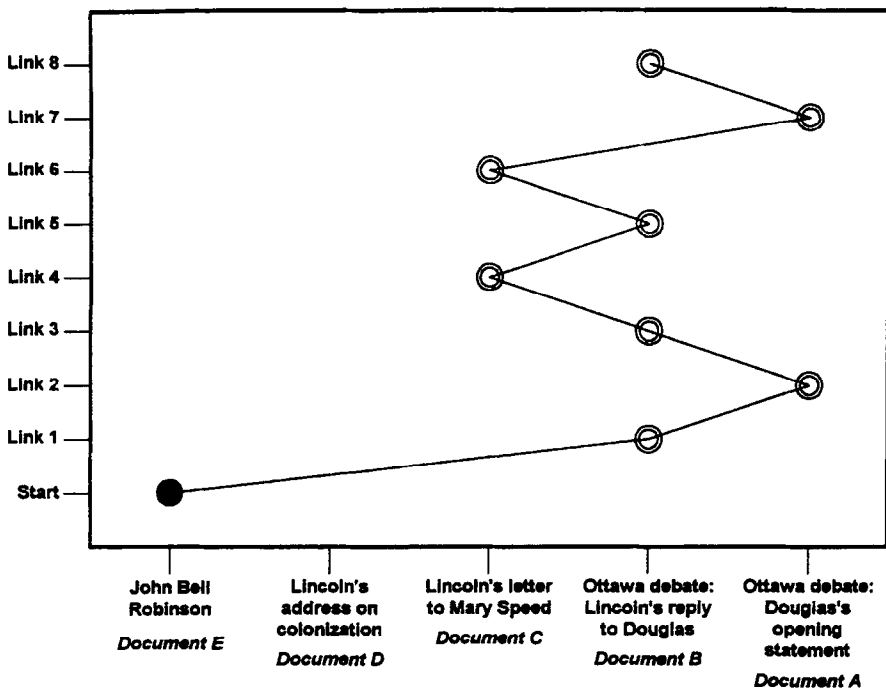 Link 8
Link 7
Link 6
Link 5
Link 4
Link 3
Link 2
Link 1
Start
John Bell
Robinson
Document E
Lincoln's
address on
colonization
Document D
Lincoln's letter
to Mary Speed
Document C
Ottawa debate:
Lincoln's reply
to Douglas
Document B
Ottawa debate:
Douglas's
opening
statement
Document A